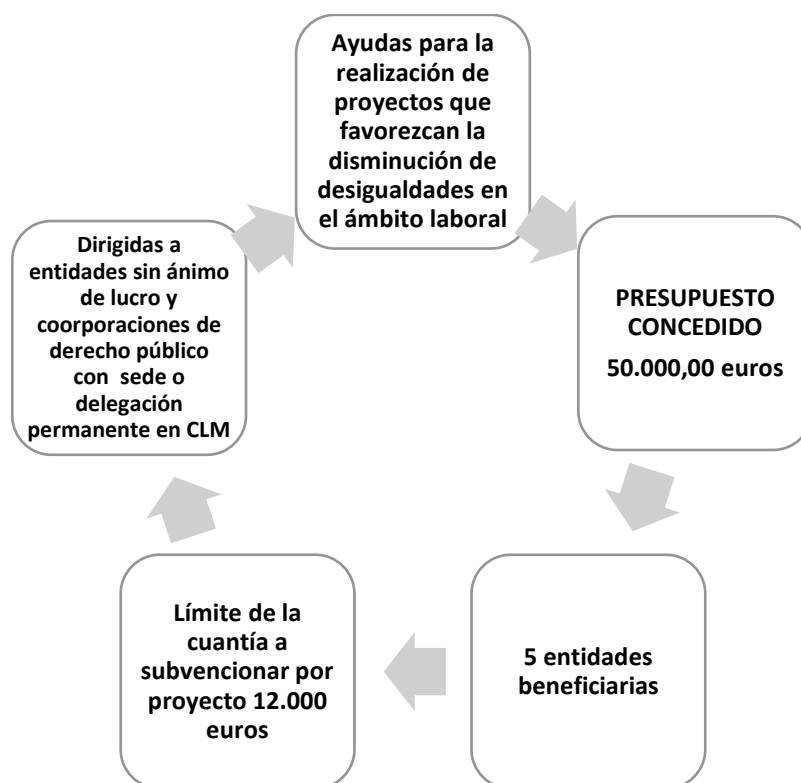 Ayudas para la
realización de
proyectos que
favorezcan la
disminución de
desigualdades en
el ámbito laboral
PRESUPUESTO
CONCEDIDO
50.000,00 euros
5 entidades
beneficiarias
Límite de la
cuantía a
subvencionar por
proyecto 12.000
euros
Dirigidas a
entidades sin ánimo
de lucro y
coorporaciones de
derecho público
con sede o
delegación
permanente en CLM